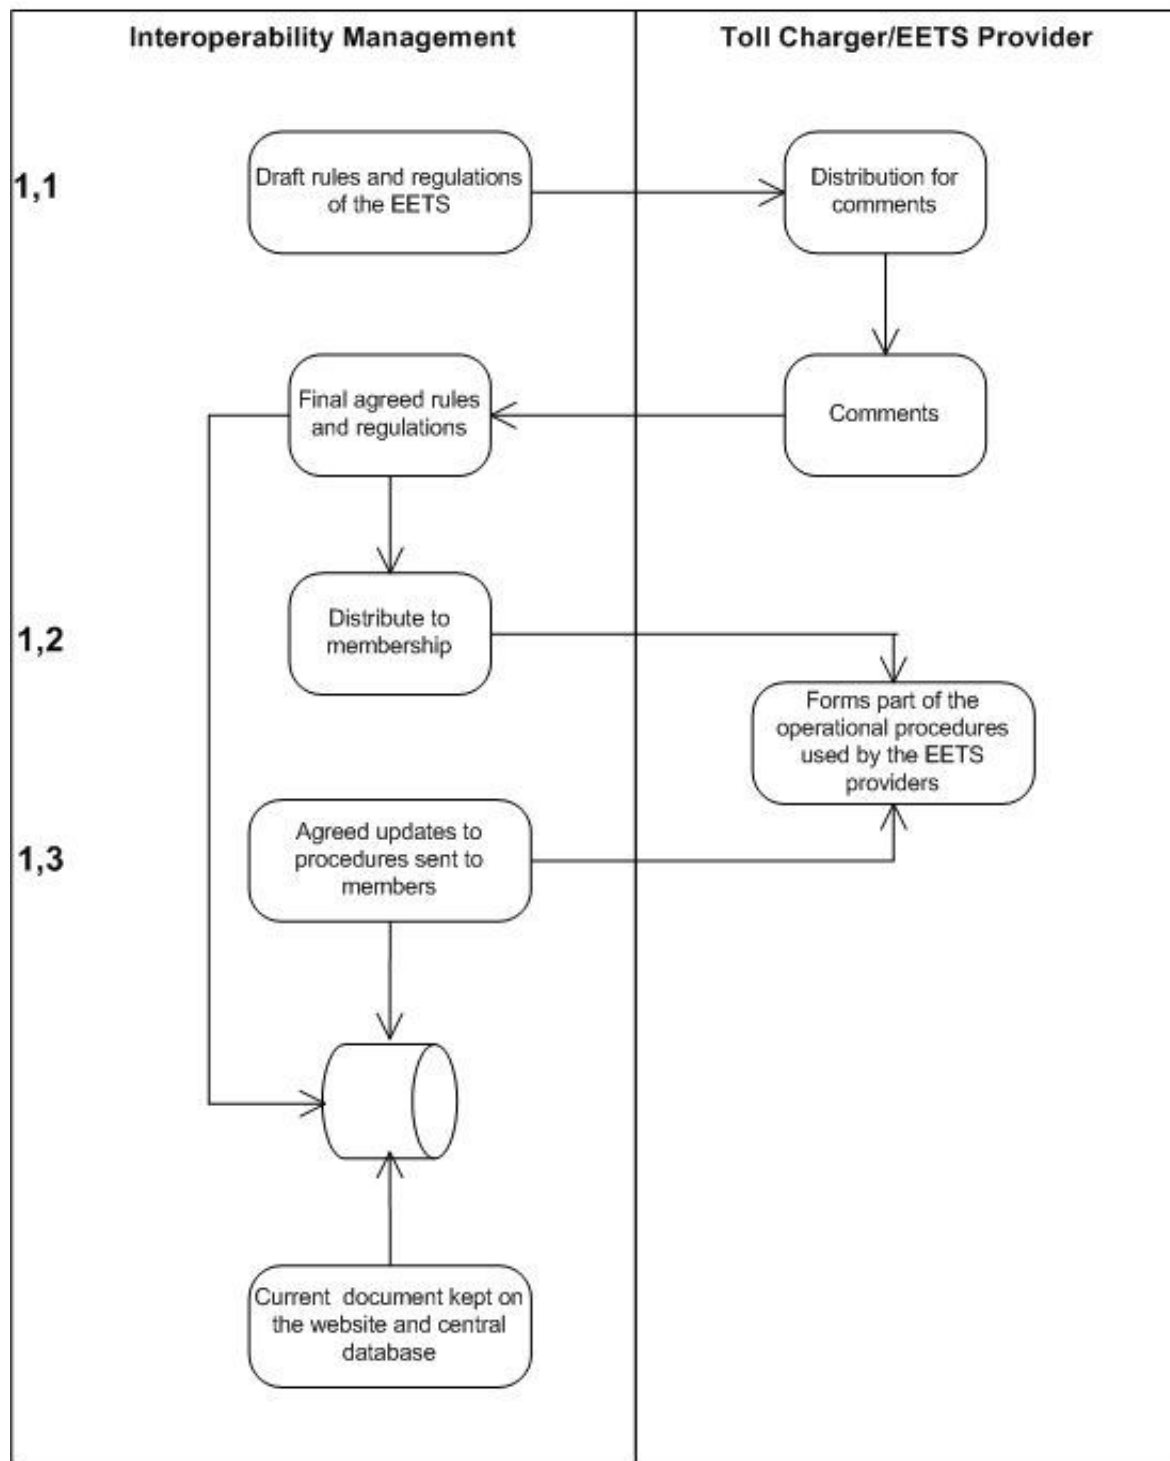 Interoperability Management
Toll Charger/EETS Provider
1,1
Draft rules and regulations
of the EETS
Distribution for
comments
Final agreed rules
and regulations
Comments
1,2
Distribute to
membership
Forms part of the
operational procedures
used by the EETS
providers
1,3
Agreed updates to
procedures sent to
members
Current document kept on
the website and central
database